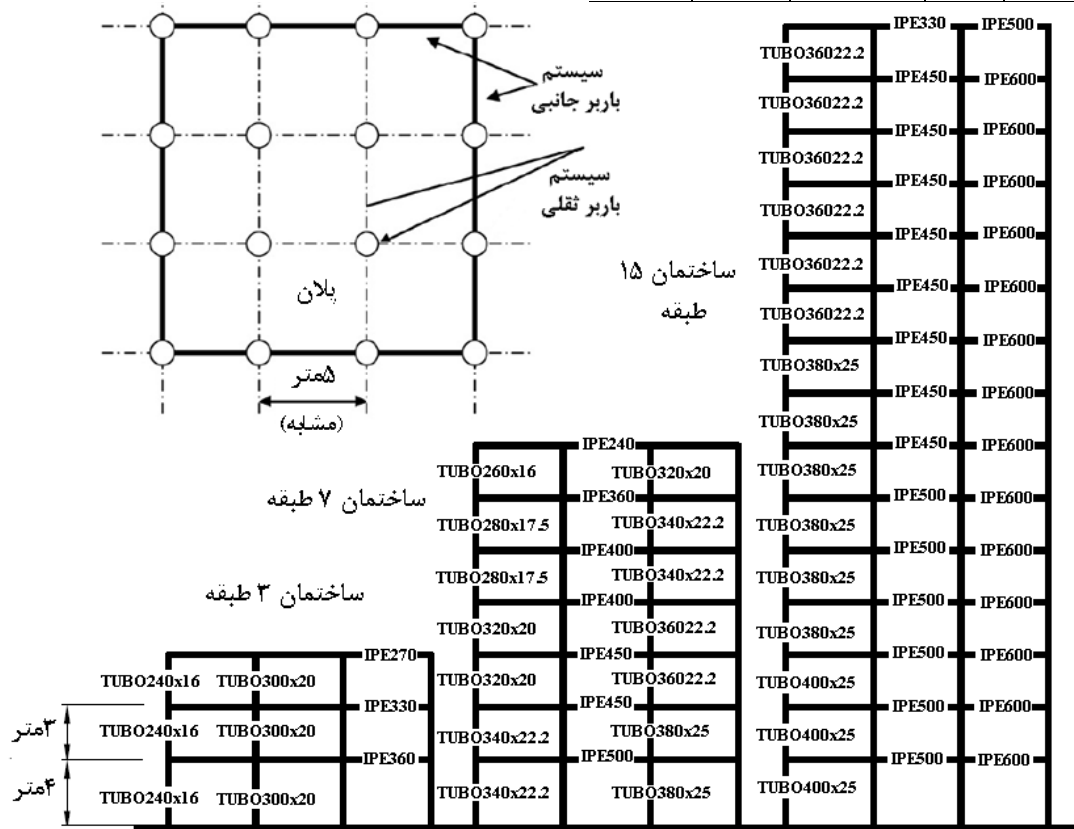 سیستم
باربر جانبی
سیستم
باربر ثقلی
پلان
۵متر
(مشابه)
ساختمان ۱۵
طبقه
IPE330 IPE500
TUBO36022.2
IPE450 IPE600
TUBO36022.2
IPE450 IPE600
TUBO36022.2
IPE450 IPE600
TUBO36022.2
IPE450 IPE600
TUBO36022.2
IPE450 IPE600
TUBO36022.2
IPE450 IPE600
TUBO380x25
IPE450 IPE600
TUBO380x25
IPE450 IPE600
TUBO380x25
IPE500 IPE600
TUBO380x25
IPE500 IPE600
TUBO380x25
IPE500 IPE600
TUBO380x25
IPE500 IPE600
TUBO400x25
IPE500 IPE600
TUBO400x25
IPE500 IPE600
TUBO400x25
ساختمان ۷ طبقه
IPE240
TUBO260x16 TUBO320x20
IPE360
TUBO280x17.5 TUBO340x22.2
IPE400
TUBO280x17.5 TUBO340x22.2
IPE400
TUBO320x20 TUBO36022.2
IPE450
TUBO320x20 TUBO36022.2
IPE450
TUBO340x22.2 TUBO380x25
IPE500
TUBO340x22.2 TUBO380x25
ساختمان ۳ طبقه
IPE270
TUBO240x16 TUBO300x20
IPE330
TUBO240x16 TUBO300x20
IPE360
TUBO240x16 TUBO300x20
۳متر
۴متر